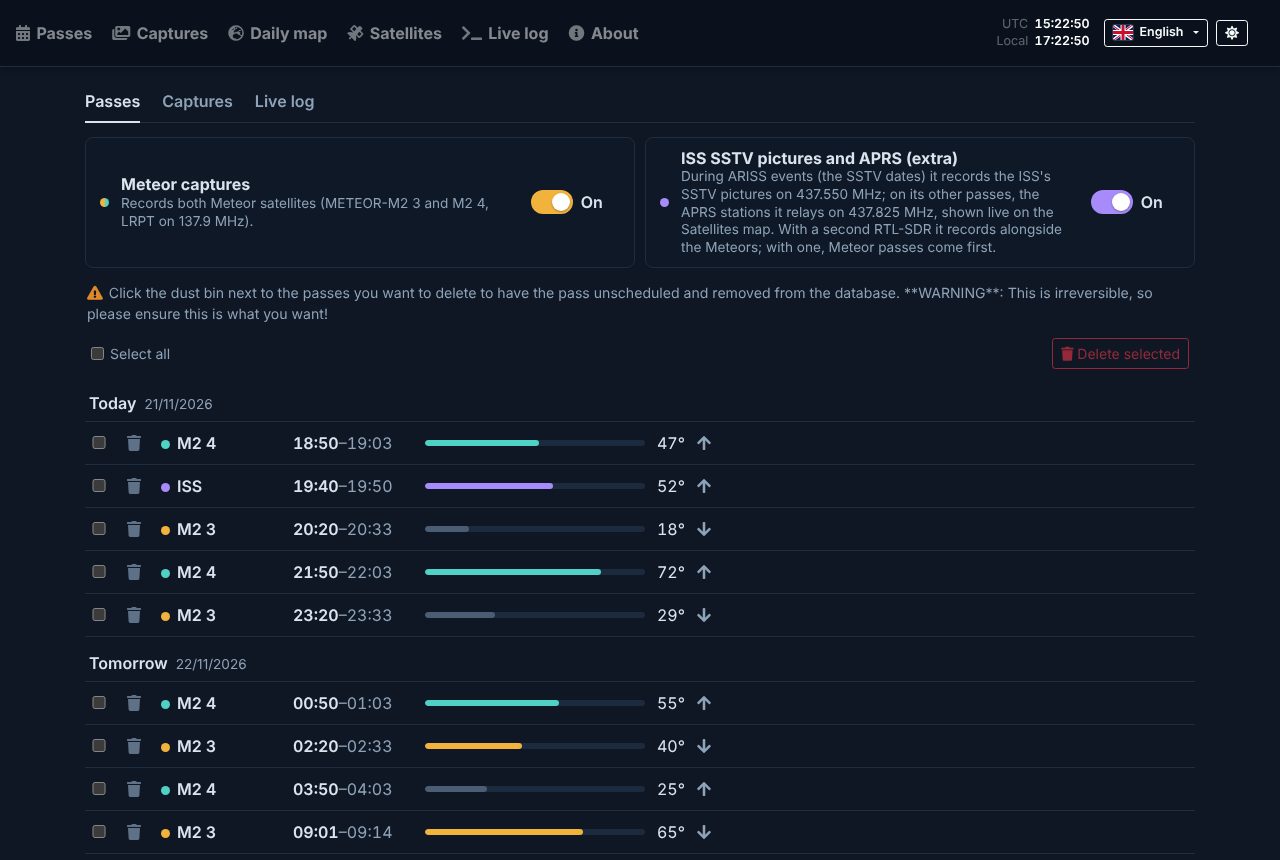 Passes Captures Daily map Satellites Live log About
UTC 15:22:50
Local 17:22:50
English
Passes Captures Live log
Meteor captures
Records both Meteor satellites (METEOR-M2 3 and M2 4,
LRPT on 137.9 MHz).
On
ISS SSTV pictures and APRS (extra)
During ARISS events (the SSTV dates) it records the ISS's
SSTV pictures on 437.550 MHz; on its other passes, the
APRS stations it relays on 437.825 MHz, shown live on the
Satellites map. With a second RTL-SDR it records alongside
the Meteors; with one, Meteor passes come first.
On
Click the dust bin next to the passes you want to delete to have the pass unscheduled and removed from the database. **WARNING**: This is irreversible, so
please ensure this is what you want!
Select all
Delete selected
Today 21/11/2026
M2 4 18:50–19:03 47° ↑
ISS 19:40–19:50 52° ↑
M2 3 20:20–20:33 18° ↓
M2 4 21:50–22:03 72° ↑
M2 3 23:20–23:33 29° ↓
Tomorrow 22/11/2026
M2 4 00:50–01:03 55° ↑
M2 3 02:20–02:33 40° ↓
M2 4 03:50–04:03 25° ↑
M2 3 09:01–09:14 65° ↓